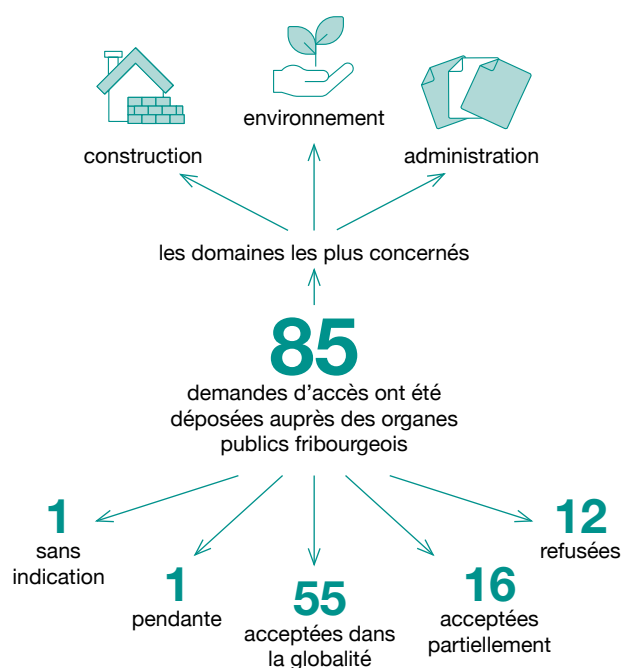 construction
environnement
administration
les domaines les plus concernés
85
demandes d'accès ont été
déposées auprès des organes
publics fribourgeois
1
sans
indication
1
pendante
55
acceptées dans
la globalité
16
acceptées
partiellement
12
refusées